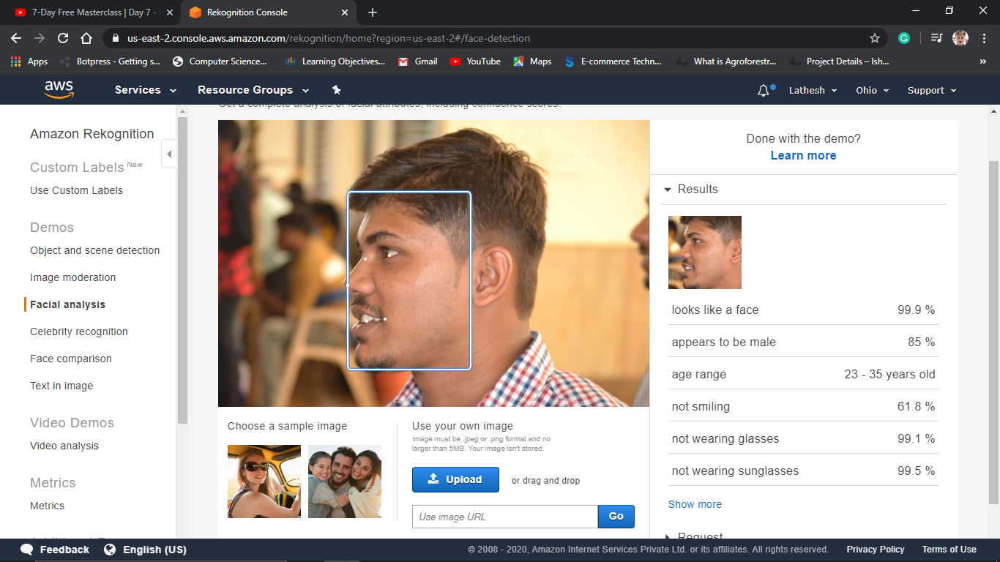 7-Day Free Masterclass | Day 7 -
Rekognition Console
us-east-2.console.aws.amazon.com/rekognition/home?region=us-east-2#/face-detection
Apps
Botpress - Getting s...
Computer Science...
Learning Objectives...
Gmail
YouTube
Maps
E-commerce Techn...
What is Agroforestr...
Project Details – Ish...
»
aws
Services
Resource Groups
Lathesh
Ohio
Support
Get a complete analysis of facial attributes, including confidence scores.
Amazon Rekognition
Custom Labels New
Use Custom Labels
Demos
Object and scene detection
Image moderation
Facial analysis
Celebrity recognition
Face comparison
Text in image
Video Demos
Video analysis
Metrics
Metrics
Choose a sample image
Use your own image
Image must be .jpeg or .png format and no
larger than 5MB. Your image isn't stored.
Upload
or drag and drop
Use image URL
Go
Done with the demo?
Learn more
Results
looks like a face 99.9 %
appears to be male 85 %
age range 23 - 35 years old
not smiling 61.8 %
not wearing glasses 99.1 %
not wearing sunglasses 99.5 %
Show more
Request
Feedback
English (US)
© 2008 - 2020, Amazon Internet Services Private Ltd. or its affiliates. All rights reserved.
Privacy Policy
Terms of Use